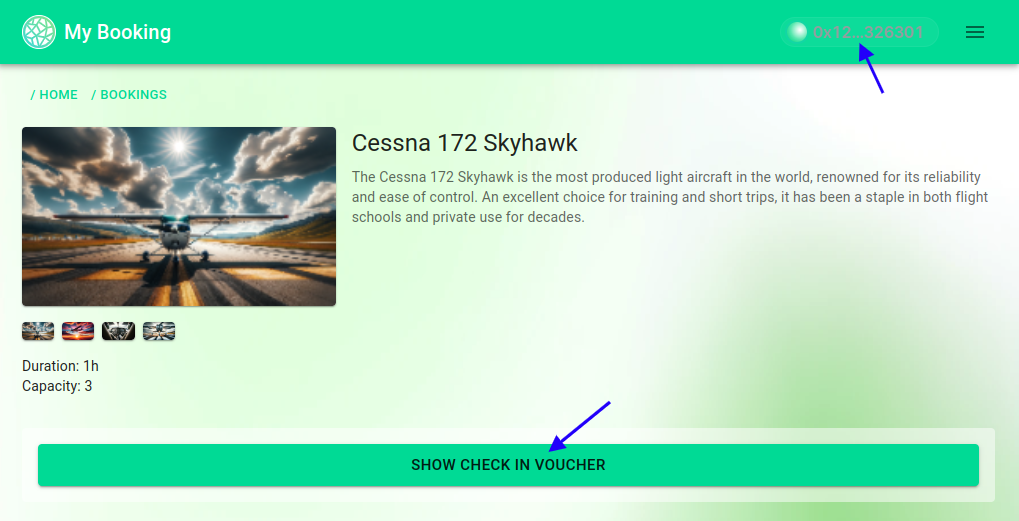 My Booking
0x12...326301
/ HOME / BOOKINGS
Cessna 172 Skyhawk
The Cessna 172 Skyhawk is the most produced light aircraft in the world, renowned for its reliability
and ease of control. An excellent choice for training and short trips, it has been a staple in both flight
schools and private use for decades.
Duration: 1h
Capacity: 3
SHOW CHECK IN VOUCHER